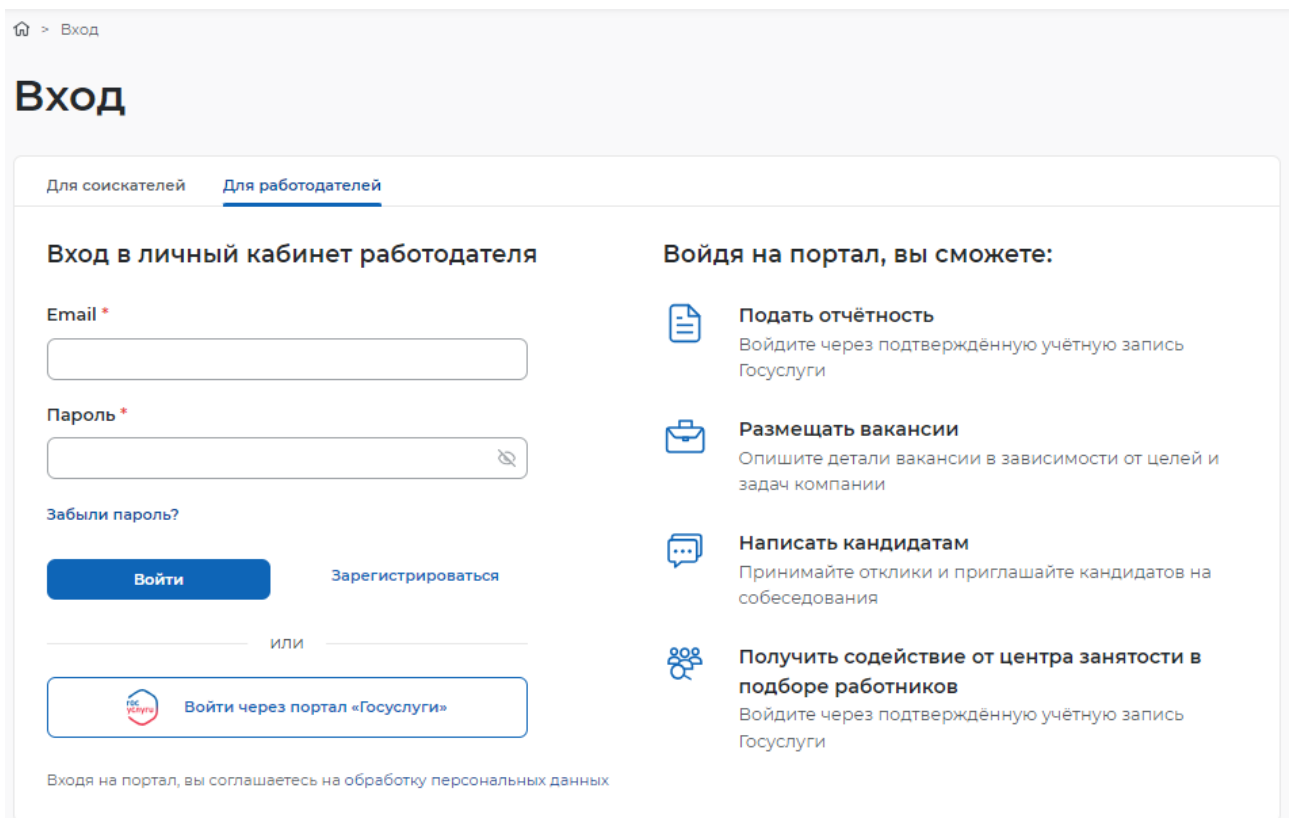 > Вход
Вход
Для соискателей Для работодателей
Вход в личный кабинет работодателя
Email *
Пароль *
Забыли пароль?
Войти Зарегистрироваться
или
гос
услуги
Войти через портал «Госуслуги»
Входя на портал, вы соглашаетесь на обработку персональных данных
Войдя на портал, вы сможете:
Подать отчётность
Войдите через подтверждённую учётную запись
Госуслуги
Размещать вакансии
Опишите детали вакансии в зависимости от целей и
задач компании
Написать кандидатам
Принимайте отклики и приглашайте кандидатов на
собеседования
Получить содействие от центра занятости в
подборе работников
Войдите через подтверждённую учётную запись
Госуслуги